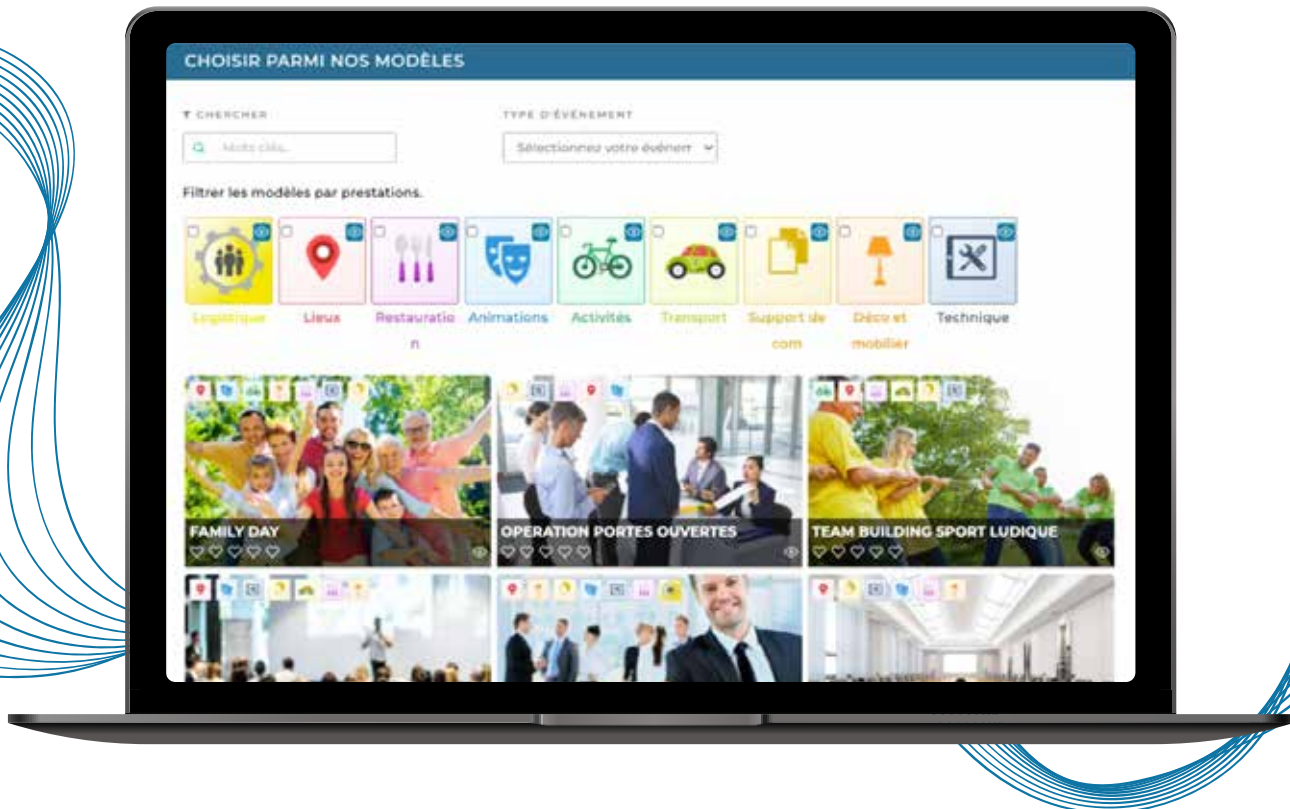 CHOISIR PARMI NOS MODÈLES
CHERCHER
TYPE D'ÉVÉNEMENT
Mots clés..
Sélectionnez votre événem
Filtrer les modèles par prestations.
Logistique
Lieux
Restauratio
n
Animations
Activités
Transport
Support de
com
Déco et
mobilier
Technique
FAMILY DAY
OPERATION PORTES OUVERTES
TEAM BUILDING SPORT LUDIQUE